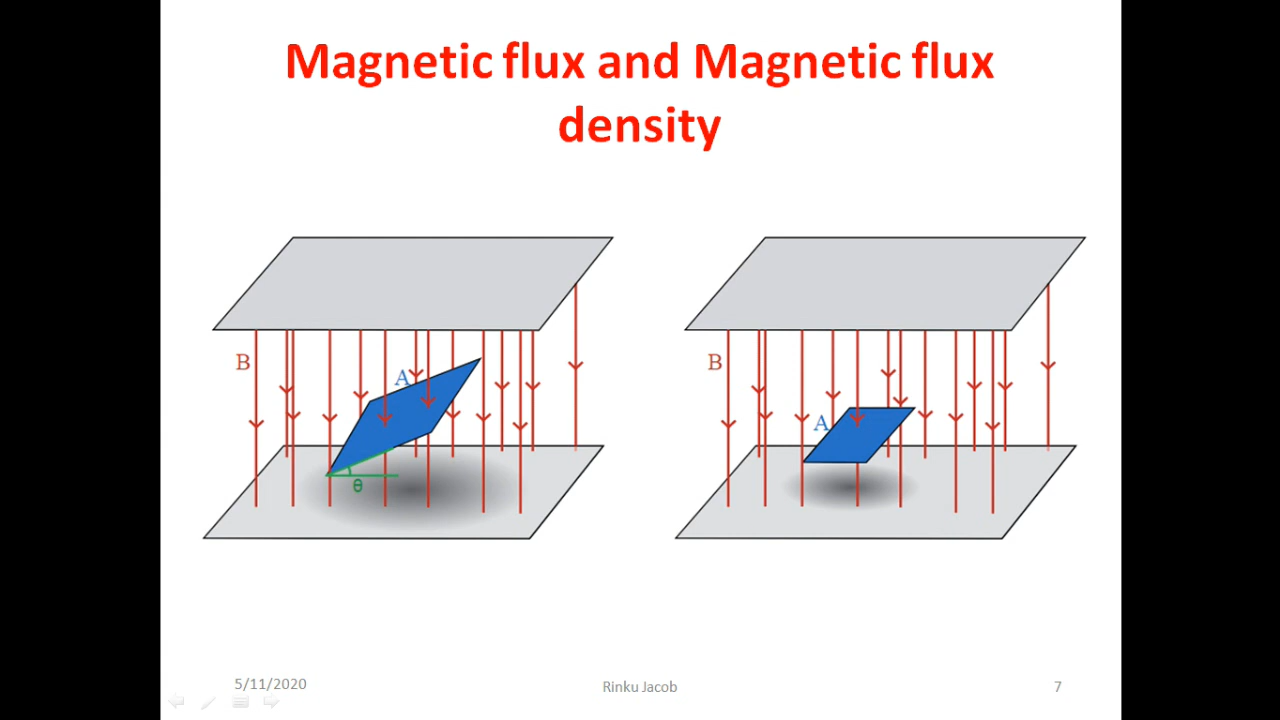 Magnetic flux and Magnetic flux
density
B
A
θ
B
A
5/11/2020
Rinku Jacob
7